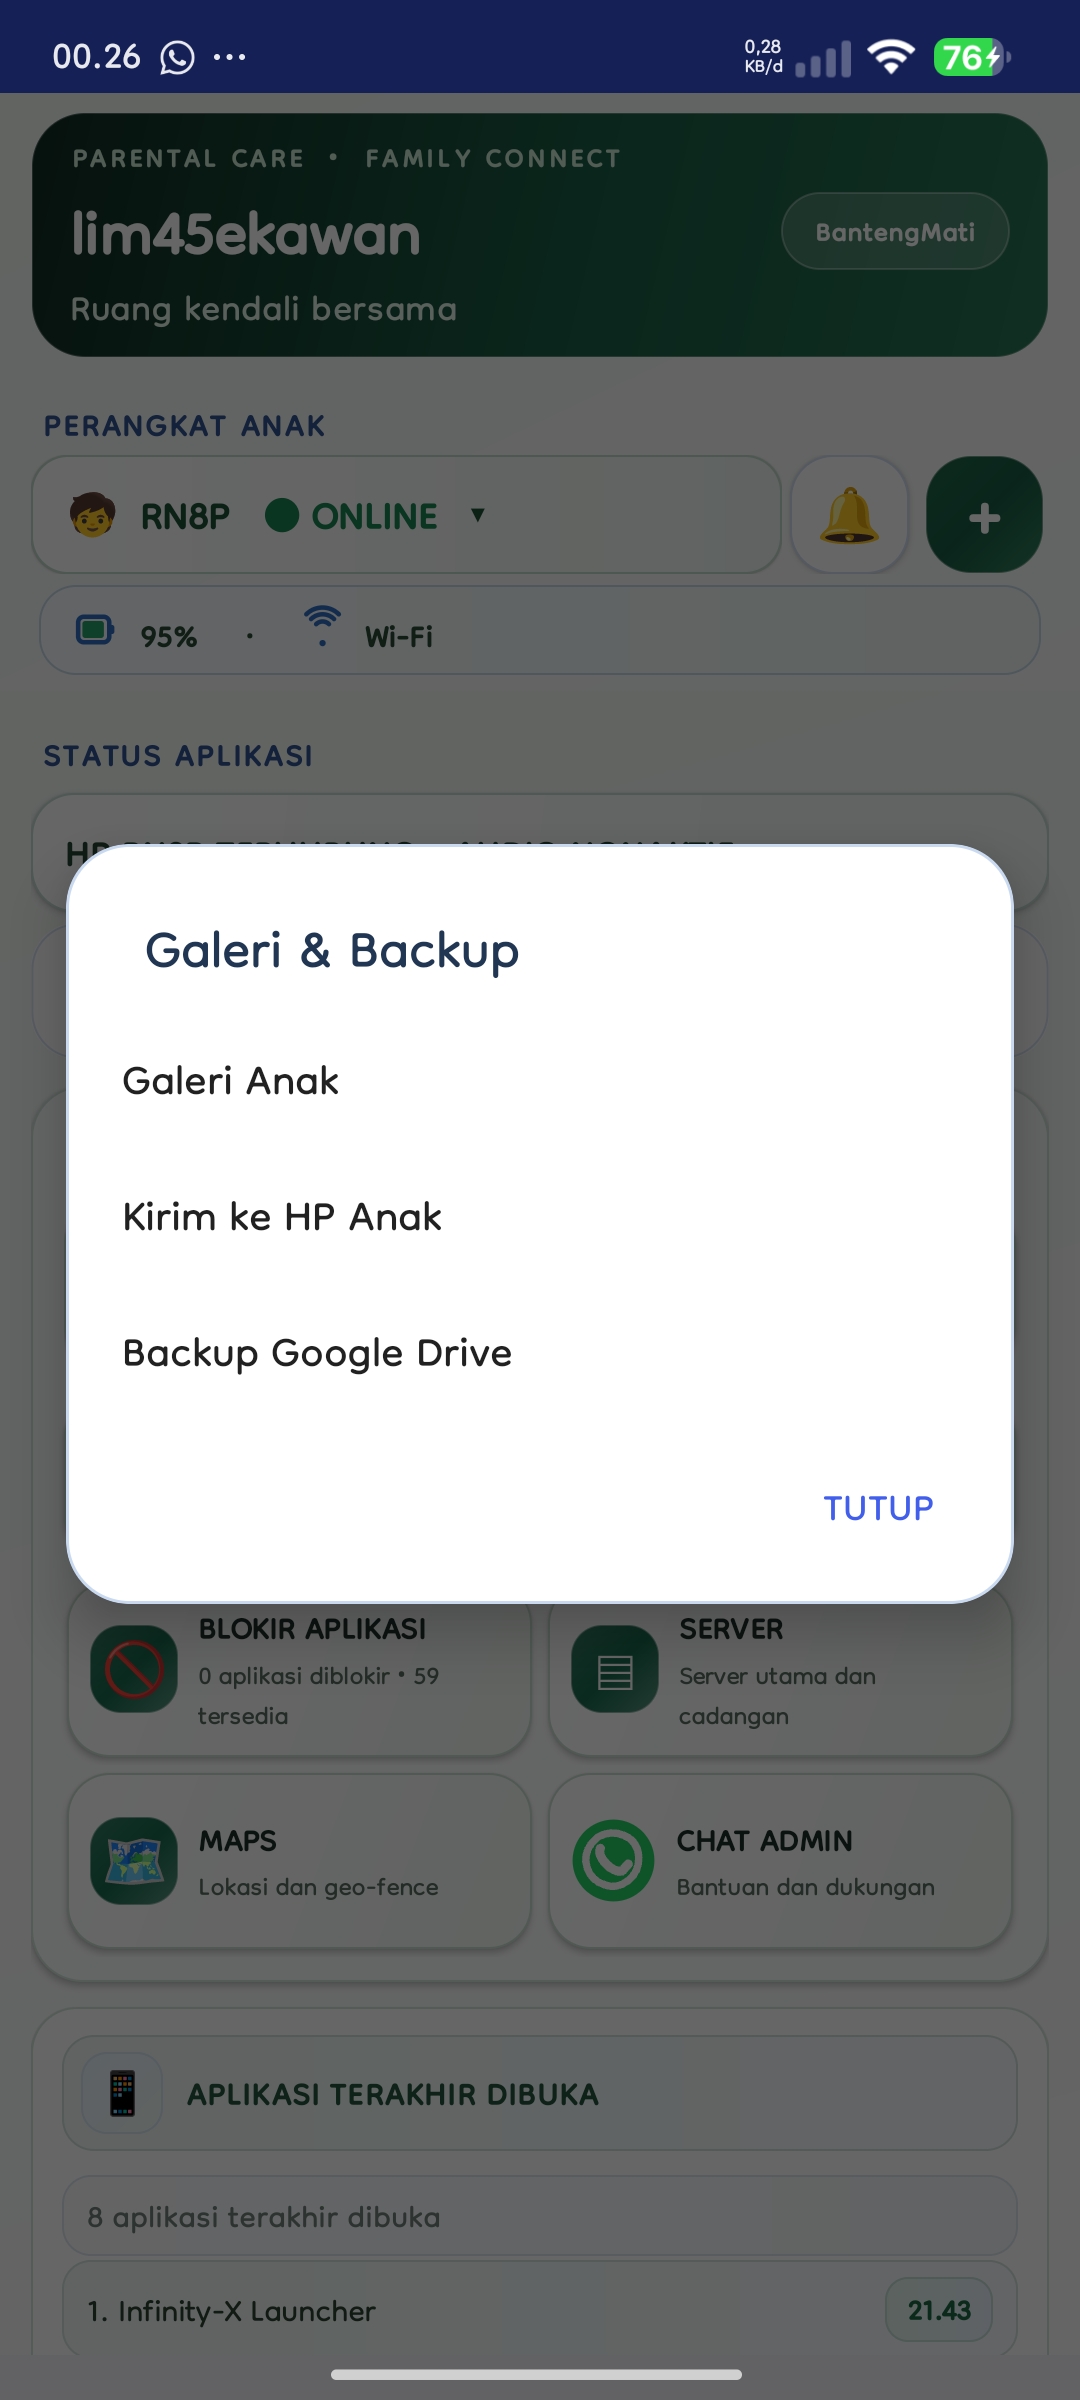 00.26
0,28
KB/d
76
PARENTAL CARE • FAMILY CONNECT
lim45ekawan
BantengMati
Ruang kendali bersama
PERANGKAT ANAK
RN8P ONLINE ▼
+
95% · Wi-Fi
STATUS APLIKASI
Galeri & Backup
Galeri Anak
Kirim ke HP Anak
Backup Google Drive
TUTUP
BLOKIR APLIKASI
0 aplikasi diblokir • 59
tersedia
SERVER
Server utama dan
cadangan
MAPS
Lokasi dan geo-fence
CHAT ADMIN
Bantuan dan dukungan
APLIKASI TERAKHIR DIBUKA
8 aplikasi terakhir dibuka
1. Infinity-X Launcher
21.43